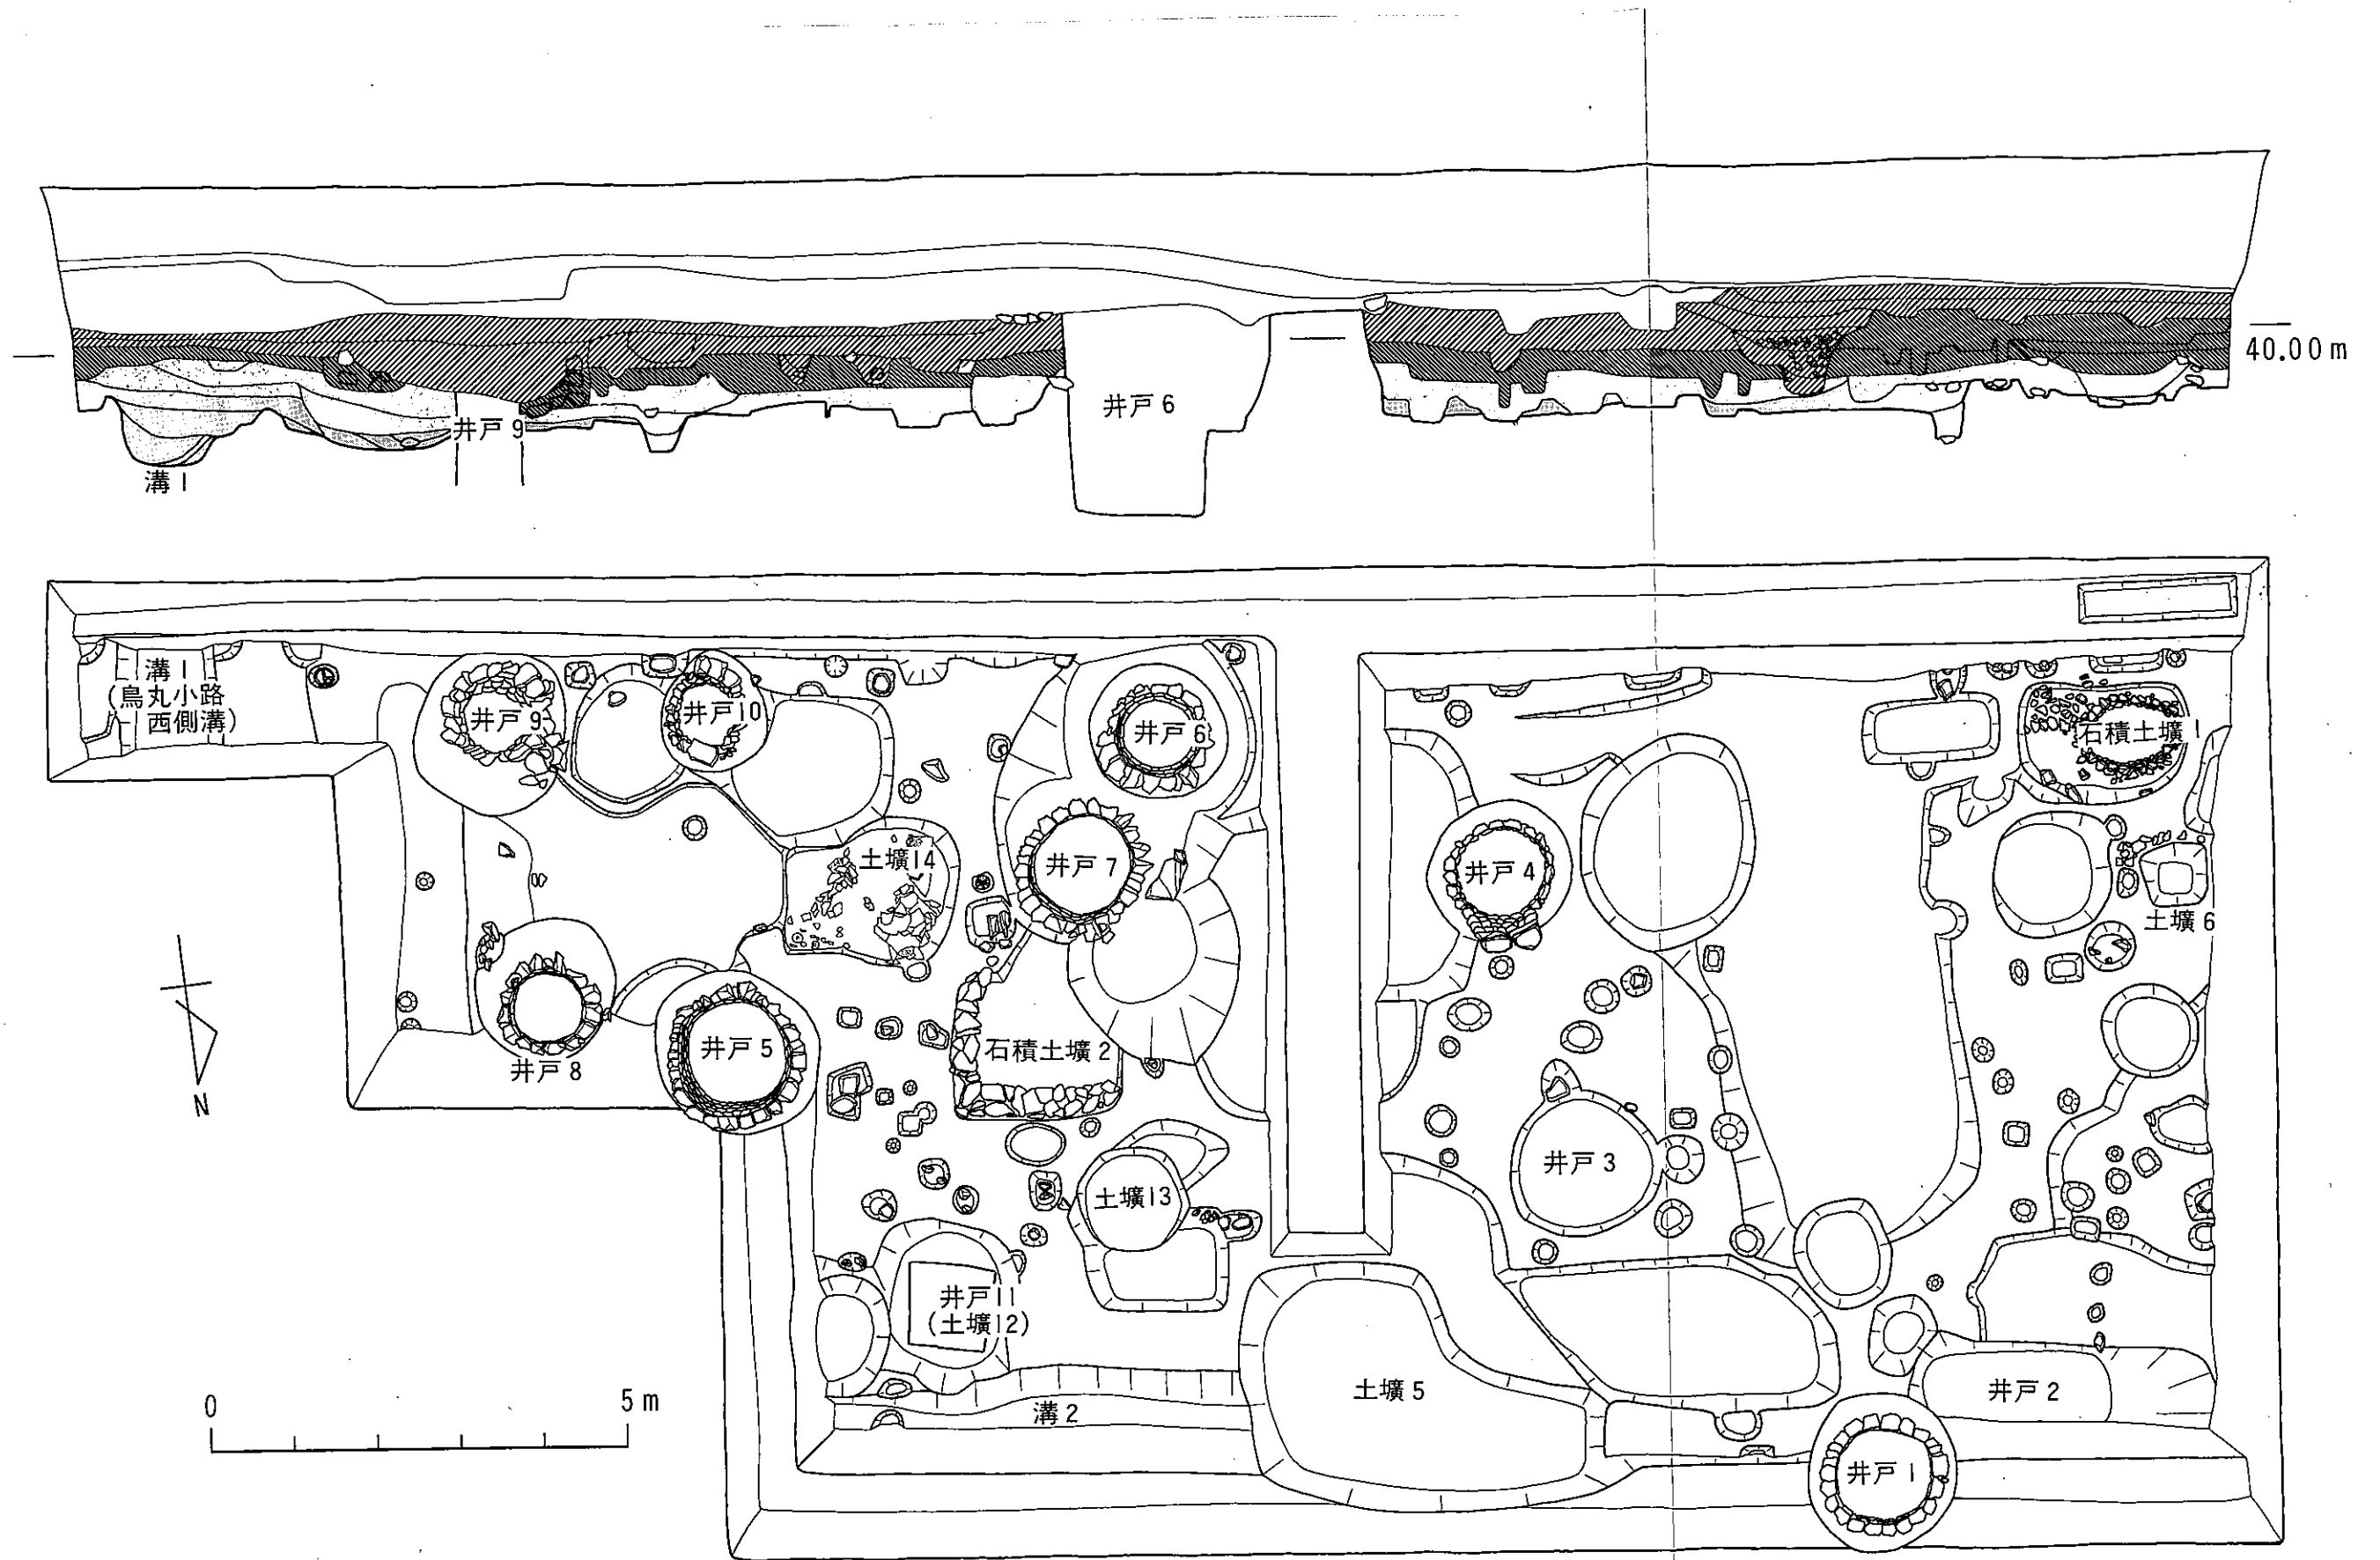 40.00m
井戸6
井戸9
溝1
溝1
(烏丸小路
西側溝)
井戸9
井戸10
井戸6
石積土壙1
土壙14
井戸7
井戸4
土壙6
井戸5
石積土壙2
井戸8
N
井戸3
土壙13
井戸11
(土壙12)
土壙5
井戸2
0
5m
溝2
井戸1